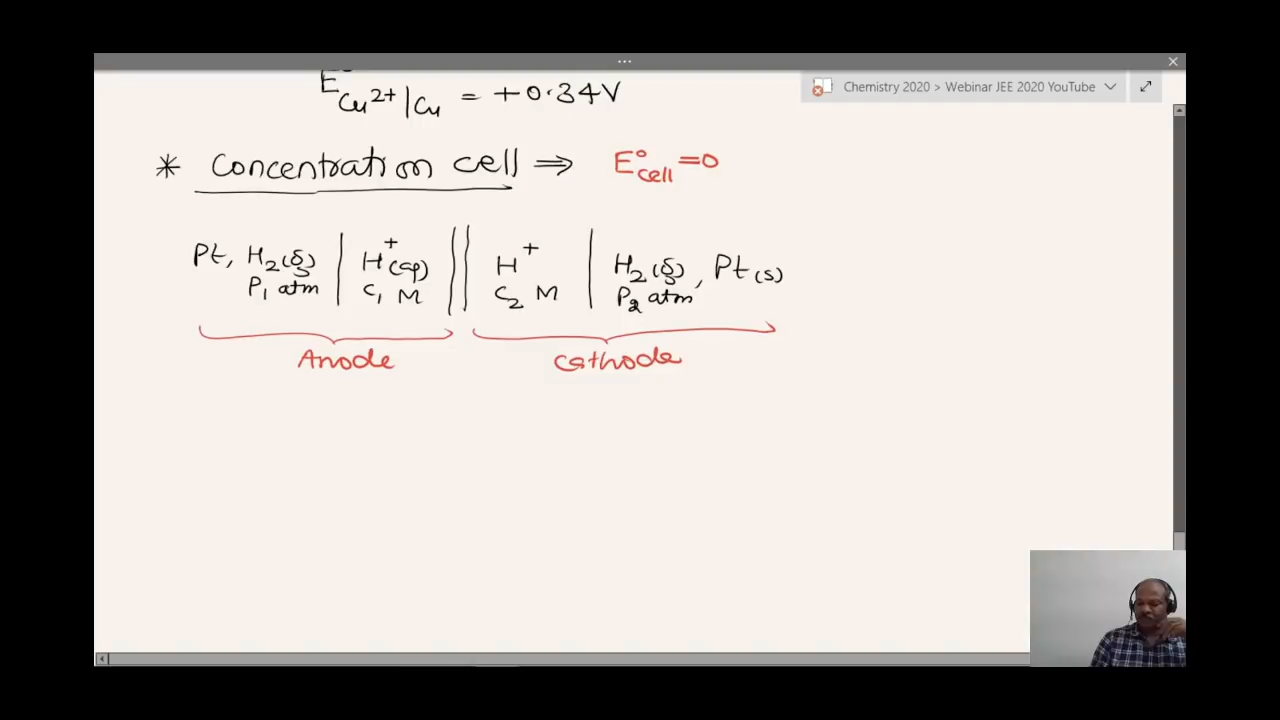 Chemistry 2020 > Webinar JEE 2020 YouTube
E°Cu2+|Cu = +0.34V
* Concentration cell ⇒ E°cell = 0
Pt, H2(g) | H+(aq) || H+ | H2(g), Pt(s)
P1 atm C1 M C2 M P2 atm
Anode Cathode